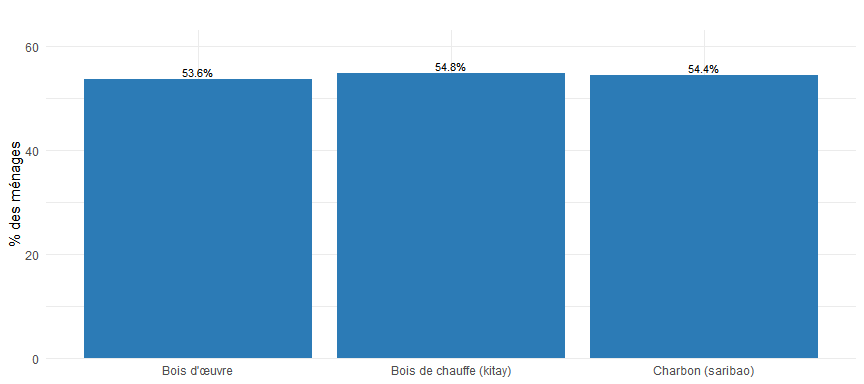 % des ménages
60
40
20
0
53.6%
54.8%
54.4%
Bois d'œuvre
Bois de chauffe (kitay)
Charbon (saribao)